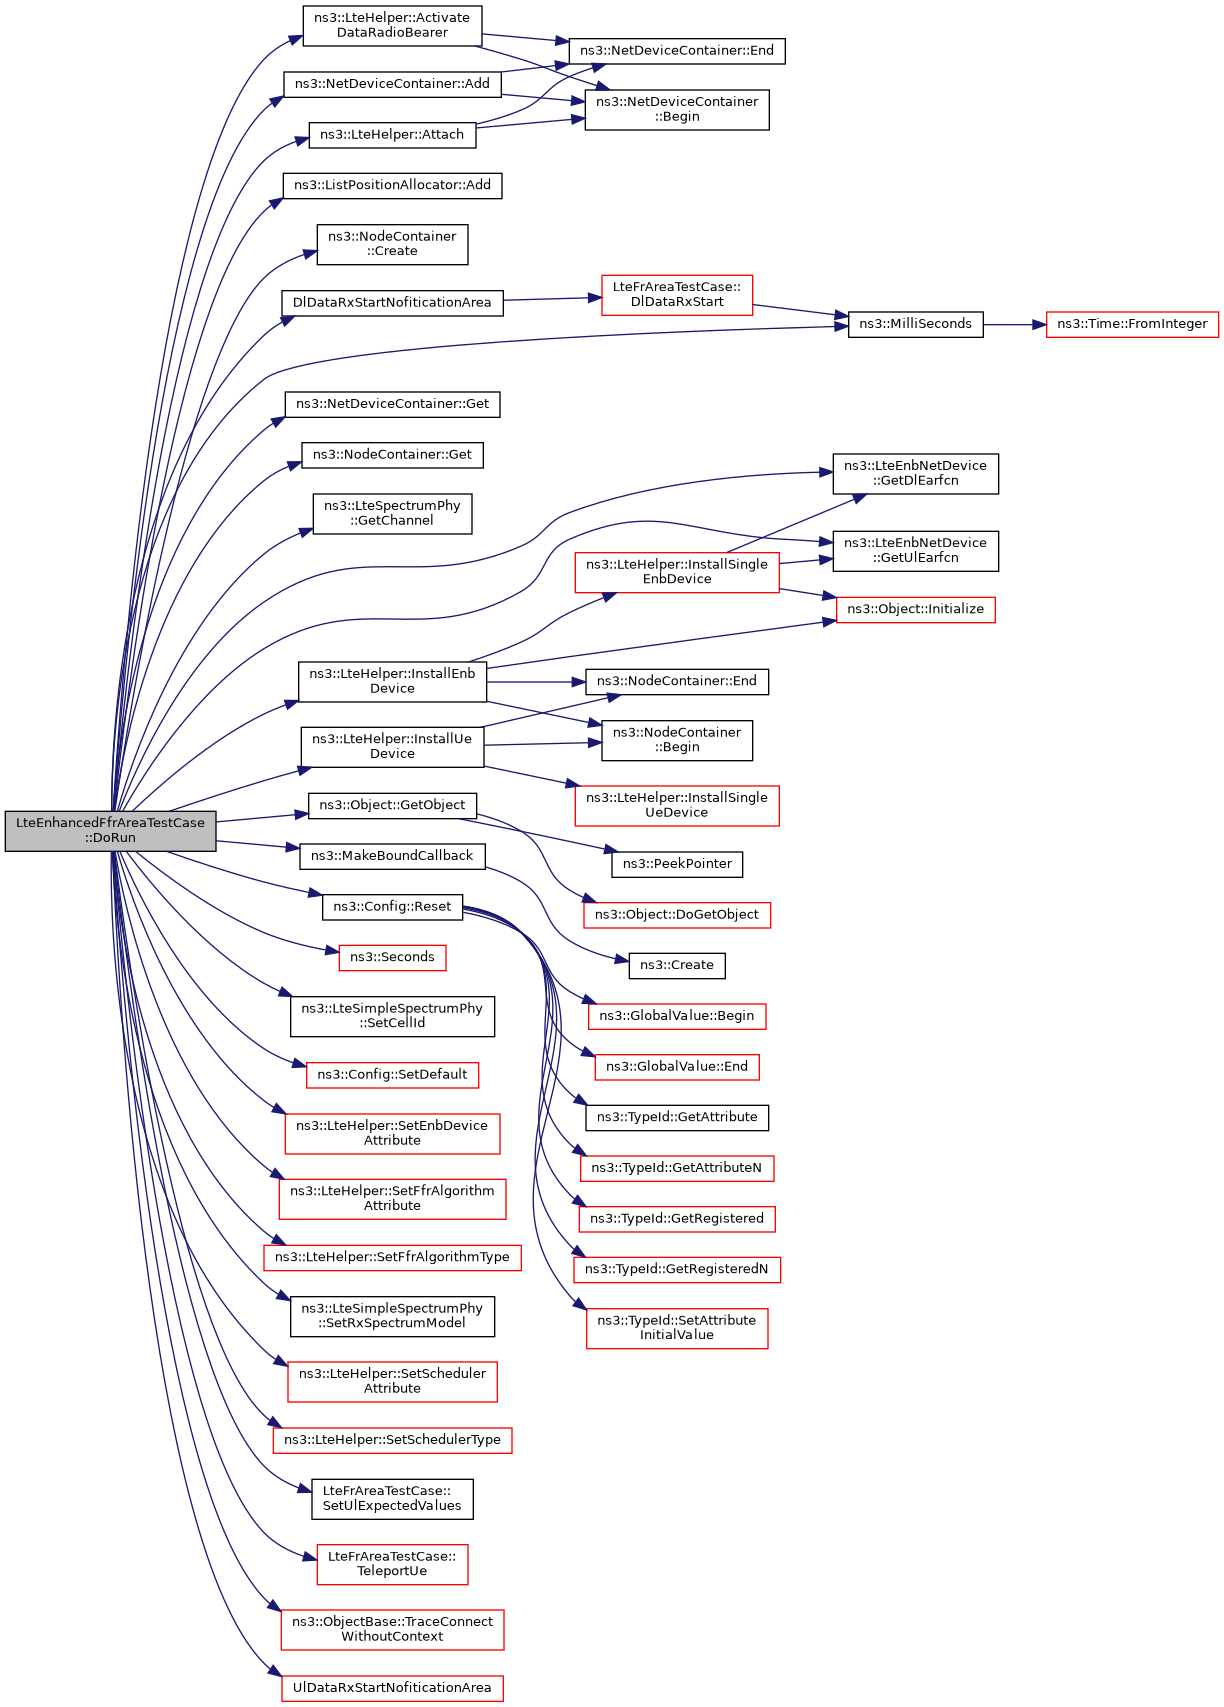 ns3::LteHelper::Activate
DataRadioBearer
ns3::NetDeviceContainer::End
ns3::NetDeviceContainer::Add
ns3::NetDeviceContainer
::Begin
ns3::LteHelper::Attach
ns3::ListPositionAllocator::Add
ns3::NodeContainer
::Create
DlDataRxStartNofiticationArea
LteFrAreaTestCase::
DlDataRxStart
ns3::MilliSeconds
ns3::Time::FromInteger
ns3::NetDeviceContainer::Get
ns3::NodeContainer::Get
ns3::LteEnbNetDevice
::GetDlEarfcn
ns3::LteSpectrumPhy
::GetChannel
ns3::LteEnbNetDevice
::GetUlEarfcn
ns3::LteHelper::InstallSingle
EnbDevice
ns3::Object::Initialize
ns3::LteHelper::InstallEnb
Device
ns3::NodeContainer::End
ns3::LteHelper::InstallUe
Device
ns3::NodeContainer
::Begin
ns3::LteHelper::InstallSingle
UeDevice
ns3::Object::GetObject
LteEnhancedFfrAreaTestCase
::DoRun
ns3::MakeBoundCallback
ns3::PeekPointer
ns3::Config::Reset
ns3::Object::DoGetObject
ns3::Seconds
ns3::Create
ns3::LteSimpleSpectrumPhy
::SetCellId
ns3::GlobalValue::Begin
ns3::Config::SetDefault
ns3::GlobalValue::End
ns3::LteHelper::SetEnbDevice
Attribute
ns3::TypeId::GetAttribute
ns3::TypeId::GetAttributeN
ns3::LteHelper::SetFfrAlgorithm
Attribute
ns3::TypeId::GetRegistered
ns3::LteHelper::SetFfrAlgorithmType
ns3::TypeId::GetRegisteredN
ns3::LteSimpleSpectrumPhy
::SetRxSpectrumModel
ns3::TypeId::SetAttribute
InitialValue
ns3::LteHelper::SetScheduler
Attribute
ns3::LteHelper::SetSchedulerType
LteFrAreaTestCase::
SetUlExpectedValues
LteFrAreaTestCase::
TeleportUe
ns3::ObjectBase::TraceConnect
WithoutContext
UlDataRxStartNofiticationArea